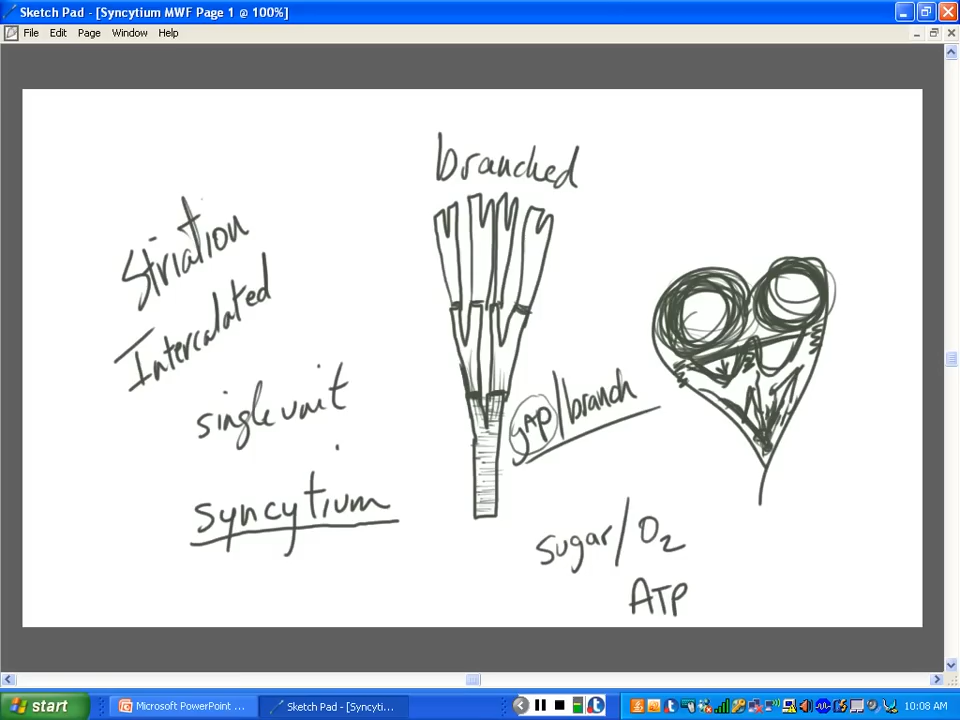 Sketch Pad - [Syncytium MWF Page 1 @ 100%]
File Edit Page Window Help
branched
Striation
Intercalated
single unit
gAP/branch
syncytium
sugar/O2
ATP
start
Microsoft PowerPoint ...
Sketch Pad - [Syncyti...
10:08 AM